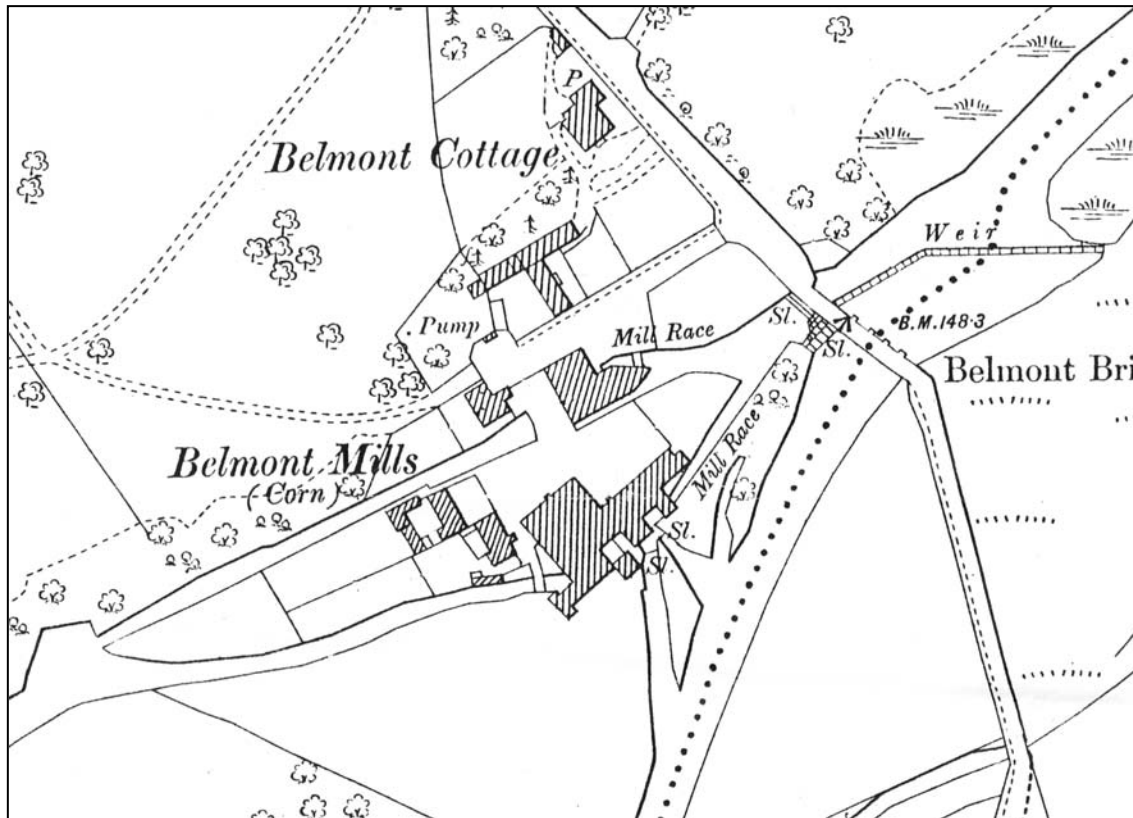 P
Belmont Cottage
Weir
Pump
Mill Race
Sl.
B.M.148·3
Sl.
Belmont Bri
Mill Race
Belmont Mills
(Corn)
Sl.
Sl.